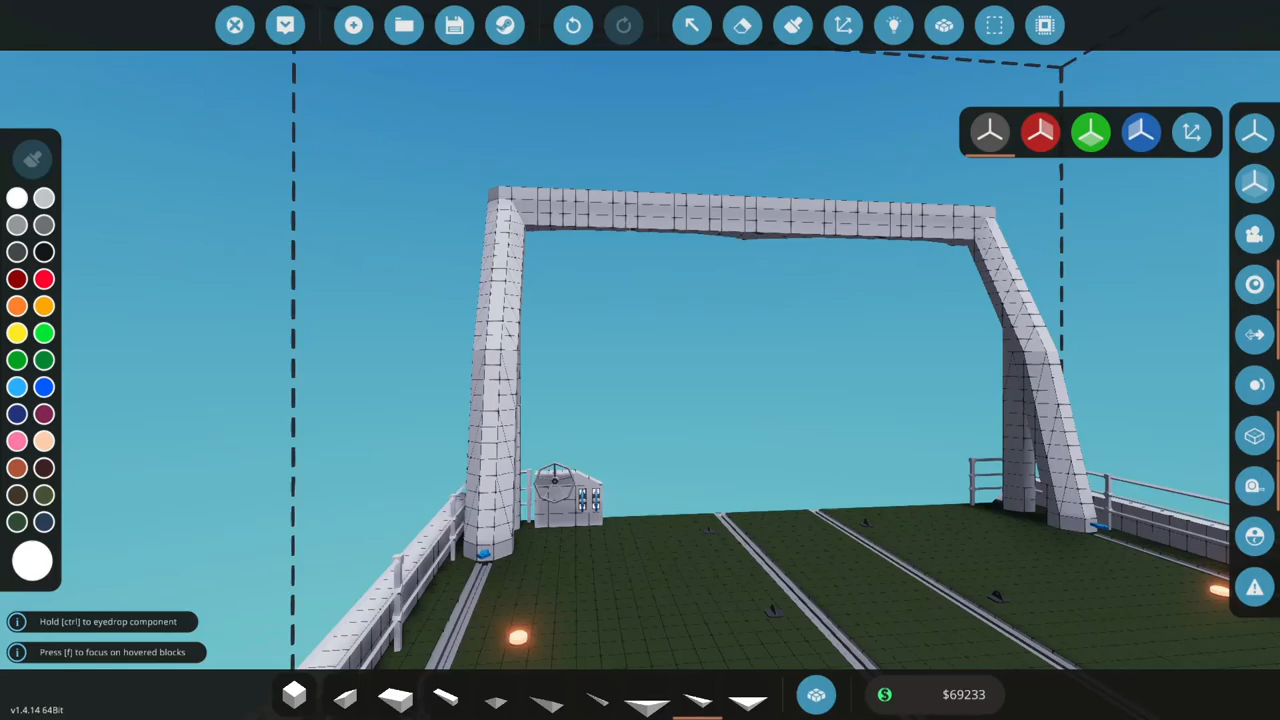 Hold [ctrl] to eyedrop component
Press [f] to focus on hovered blocks
v1.4.14 64Bit
$
$69233